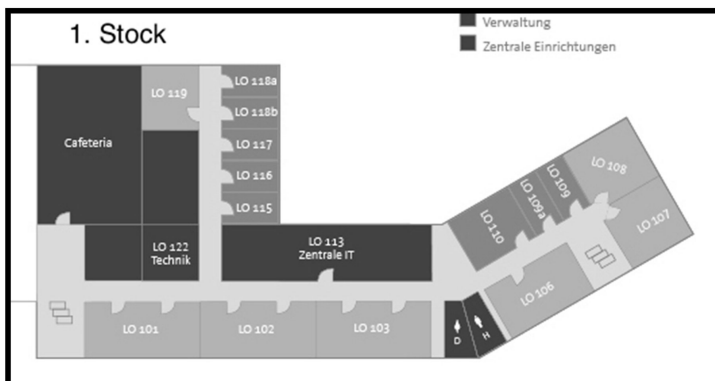 1. Stock
Verwaltung
Zentrale Einrichtungen
LO 119
LO 118a
LO 118b
Cafeteria
LO 117
LO 116
LO 115
LO 122
Technik
LO 113
Zentrale IT
LO 110
LO 109a
LO 109
LO 108
LO 107
LO 106
LO 101
LO 102
LO 103
D
H